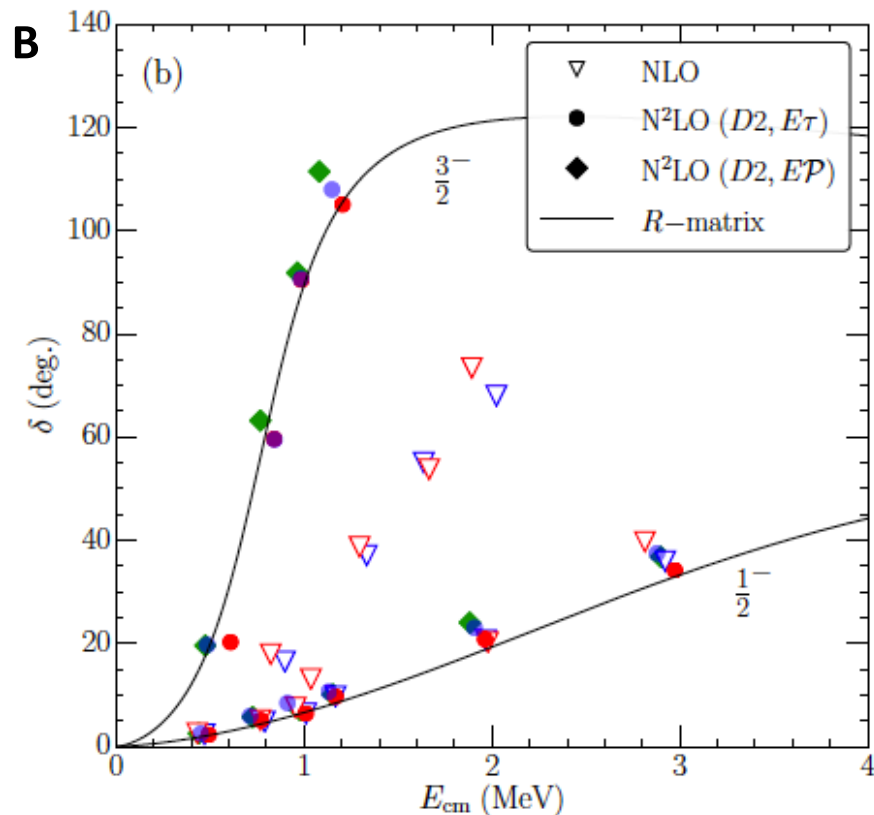 B
(b)
NLO
N²LO (D2, Eτ)
N²LO (D2, E𝒫)
R−matrix
3/2⁻
1/2⁻
140
120
100
80
60
40
20
0
δ (deg.)
0 1 2 3 4
E_cm (MeV)